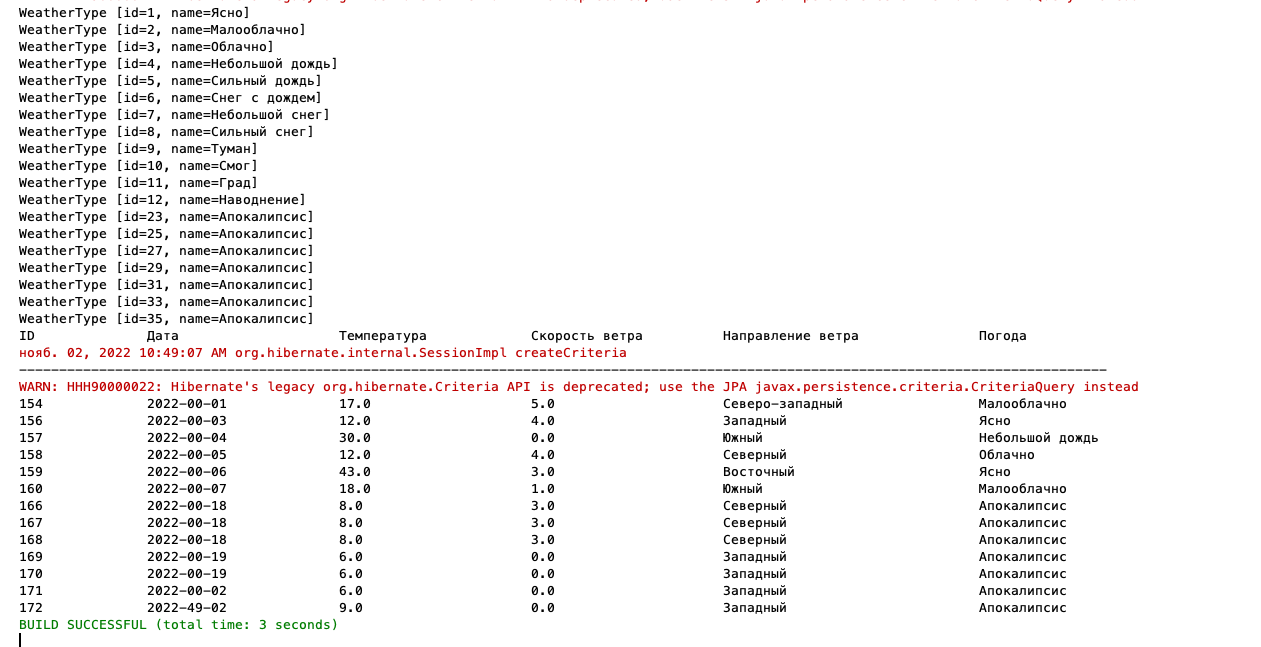 WeatherType [id=1, name=Ясно]
WeatherType [id=2, name=Малооблачно]
WeatherType [id=3, name=Облачно]
WeatherType [id=4, name=Небольшой дождь]
WeatherType [id=5, name=Сильный дождь]
WeatherType [id=6, name=Снег с дождем]
WeatherType [id=7, name=Небольшой снег]
WeatherType [id=8, name=Сильный снег]
WeatherType [id=9, name=Туман]
WeatherType [id=10, name=Смог]
WeatherType [id=11, name=Град]
WeatherType [id=12, name=Наводнение]
WeatherType [id=23, name=Апокалипсис]
WeatherType [id=25, name=Апокалипсис]
WeatherType [id=27, name=Апокалипсис]
WeatherType [id=29, name=Апокалипсис]
WeatherType [id=31, name=Апокалипсис]
WeatherType [id=33, name=Апокалипсис]
WeatherType [id=35, name=Апокалипсис]
ID Дата Температура Скорость ветра Направление ветра Погода
нояб. 02, 2022 10:49:07 AM org.hibernate.internal.SessionImpl createCriteria
----------------------------------------------------------------------------------------------------------------------------------------
WARN: HHH90000022: Hibernate's legacy org.hibernate.Criteria API is deprecated; use the JPA javax.persistence.criteria.CriteriaQuery instead
154 2022-00-01 17.0 5.0 Северо-западный Малооблачно
156 2022-00-03 12.0 4.0 Западный Ясно
157 2022-00-04 30.0 0.0 Южный Небольшой дождь
158 2022-00-05 12.0 4.0 Северный Облачно
159 2022-00-06 43.0 3.0 Восточный Ясно
160 2022-00-07 18.0 1.0 Южный Малооблачно
166 2022-00-18 8.0 3.0 Северный Апокалипсис
167 2022-00-18 8.0 3.0 Северный Апокалипсис
168 2022-00-18 8.0 3.0 Северный Апокалипсис
169 2022-00-19 6.0 0.0 Западный Апокалипсис
170 2022-00-19 6.0 0.0 Западный Апокалипсис
171 2022-00-02 6.0 0.0 Западный Апокалипсис
172 2022-49-02 9.0 0.0 Западный Апокалипсис
BUILD SUCCESSFUL (total time: 3 seconds)